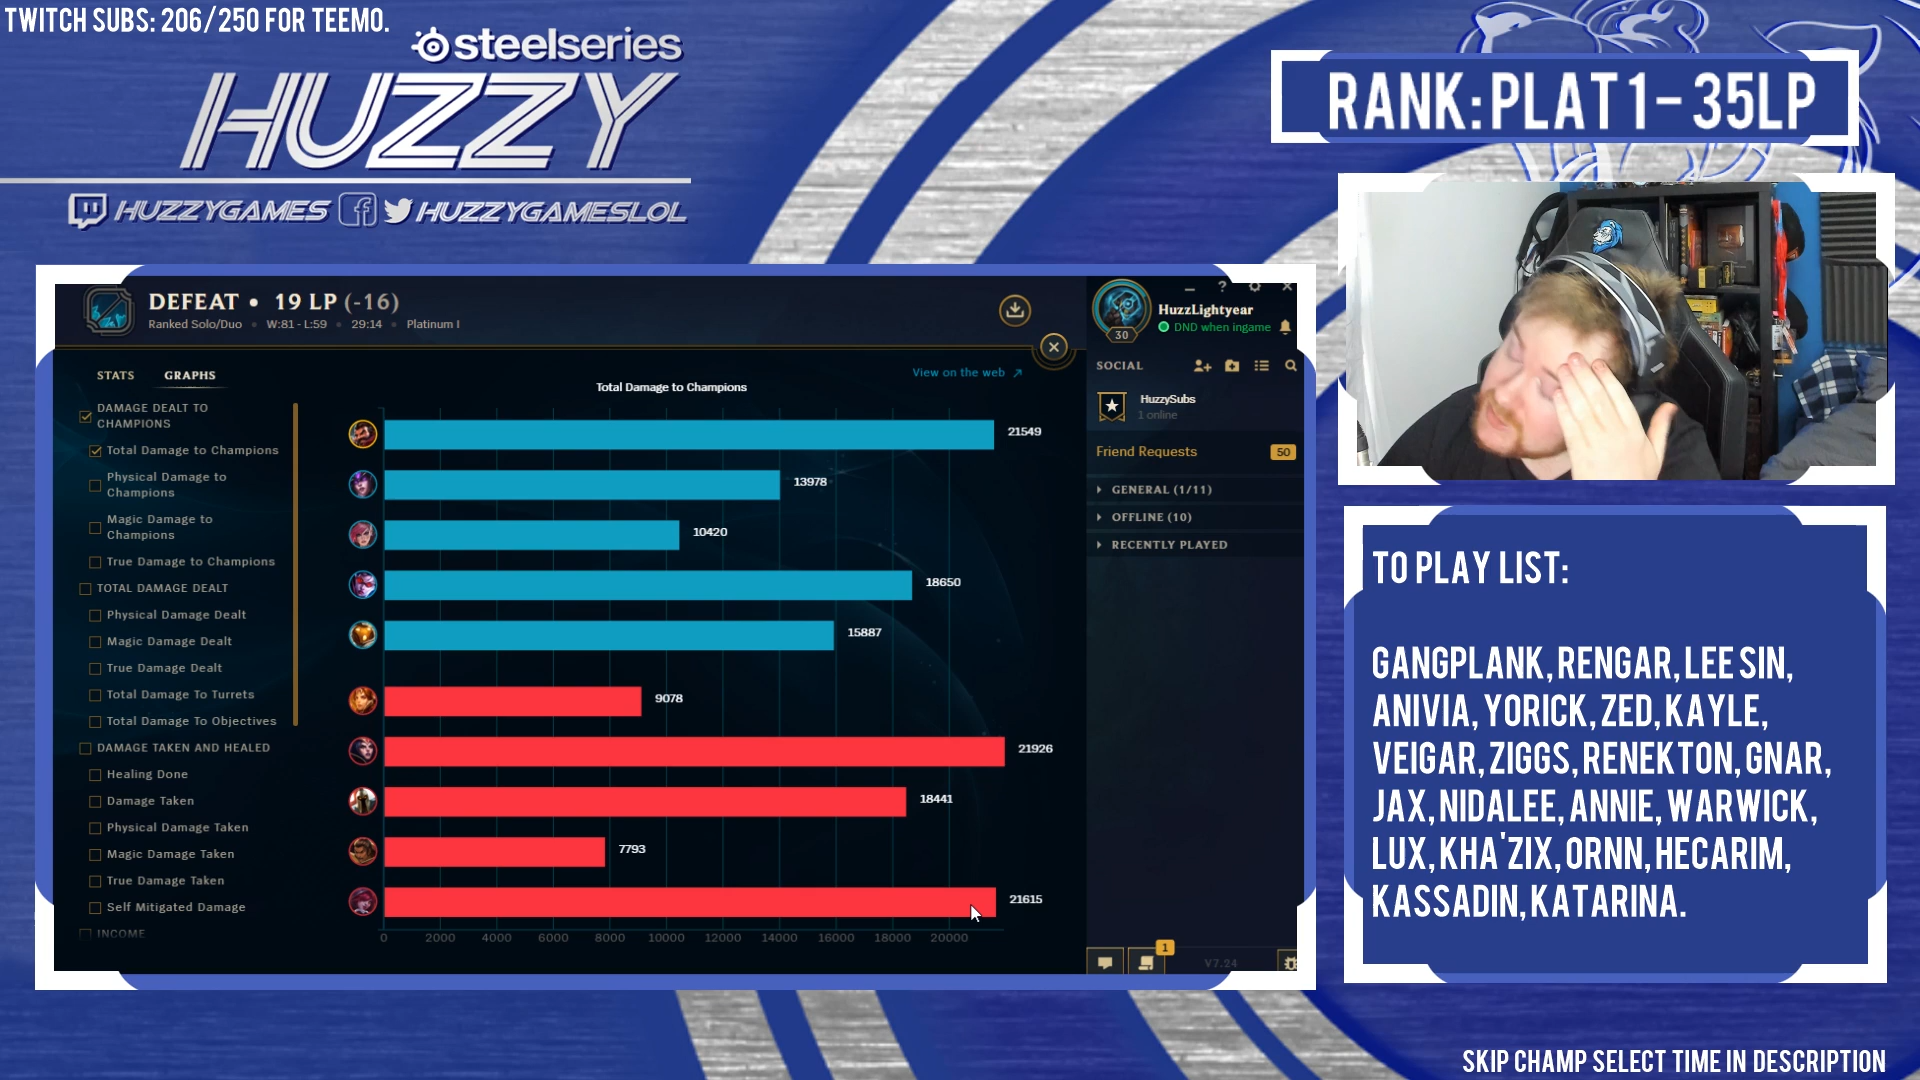 TWITCH SUBS: 206/250 FOR TEEMO.
steelseries
HUZZY
HUZZYGAMES HUZZYGAMESLOL
RANK: PLAT 1 - 35LP
DEFEAT • 19 LP (-16)
Ranked Solo/Duo • W:81 - L:59 • 29:14 • Platinum I
STATS GRAPHS
View on the web
Total Damage to Champions
DAMAGE DEALT TO
CHAMPIONS
Total Damage to Champions
Physical Damage to
Champions
Magic Damage to
Champions
True Damage to Champions
TOTAL DAMAGE DEALT
Physical Damage Dealt
Magic Damage Dealt
True Damage Dealt
Total Damage To Turrets
Total Damage To Objectives
DAMAGE TAKEN AND HEALED
Healing Done
Damage Taken
Physical Damage Taken
Magic Damage Taken
True Damage Taken
Self Mitigated Damage
INCOME
21549
13978
10420
18650
15887
9078
21926
18441
7793
21615
0 2000 4000 6000 8000 10000 12000 14000 16000 18000 20000
HuzzLightyear
30
DND when ingame
SOCIAL
HuzzySubs
1 online
Friend Requests 50
GENERAL (1/11)
OFFLINE (10)
RECENTLY PLAYED
1
V7.24
TO PLAY LIST:
GANGPLANK, RENGAR, LEE SIN,
ANIVIA, YORICK, ZED, KAYLE,
VEIGAR, ZIGGS, RENEKTON, GNAR,
JAX, NIDALEE, ANNIE, WARWICK,
LUX, KHA'ZIX, ORNN, HECARIM,
KASSADIN, KATARINA.
SKIP CHAMP SELECT TIME IN DESCRIPTION